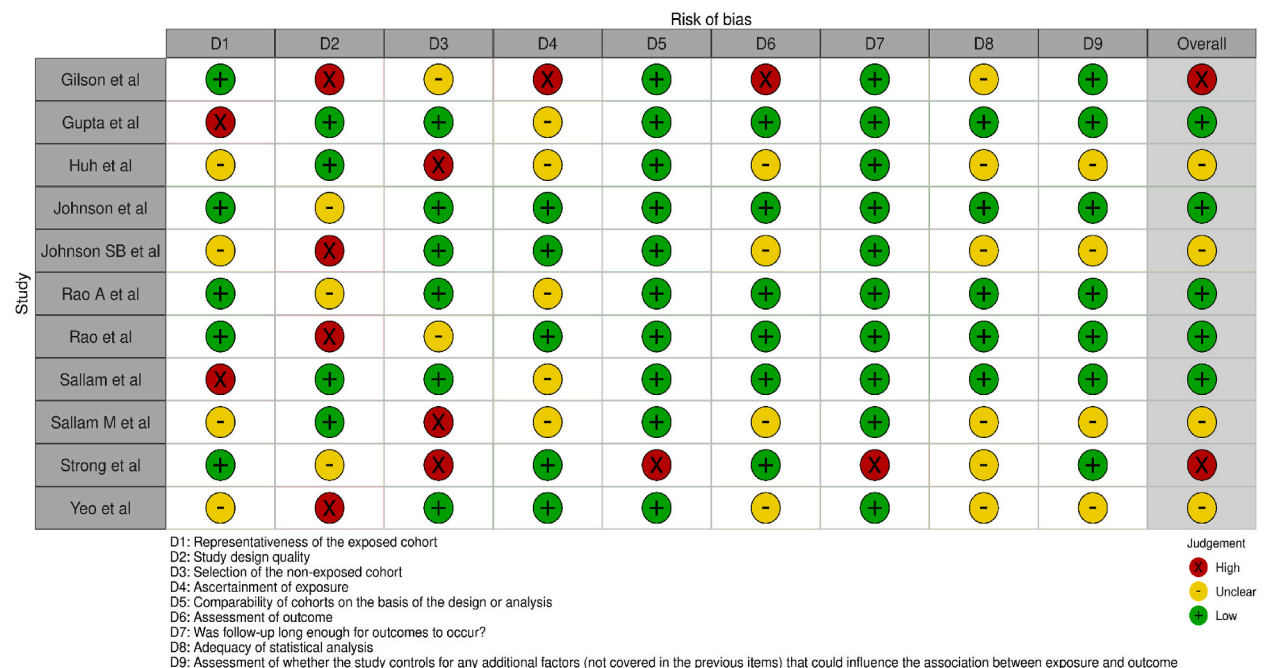 Risk of bias
D1 D2 D3 D4 D5 D6 D7 D8 D9 Overall
Study
Gilson et al + X - X + X + - + X
Gupta et al X + + - + + + + + +
Huh et al - + X - + - + - - -
Johnson et al + - + + + + + + + +
Johnson SB et al - X + + + - + - - -
Rao A et al + - + - + + + + + +
Rao et al + X - + + + + + + +
Sallam et al X + + - + + + + + +
Sallam M et al - + X - + - + - - -
Strong et al + - X + X + X - + X
Yeo et al - X + + + - + - - -
D1: Representativeness of the exposed cohort
D2: Study design quality
D3: Selection of the non-exposed cohort
D4: Ascertainment of exposure
D5: Comparability of cohorts on the basis of the design or analysis
D6: Assessment of outcome
D7: Was follow-up long enough for outcomes to occur?
D8: Adequacy of statistical analysis
D9: Assessment of whether the study controls for any additional factors (not covered in the previous items) that could influence the association between exposure and outcome
Judgement
X High
- Unclear
+ Low